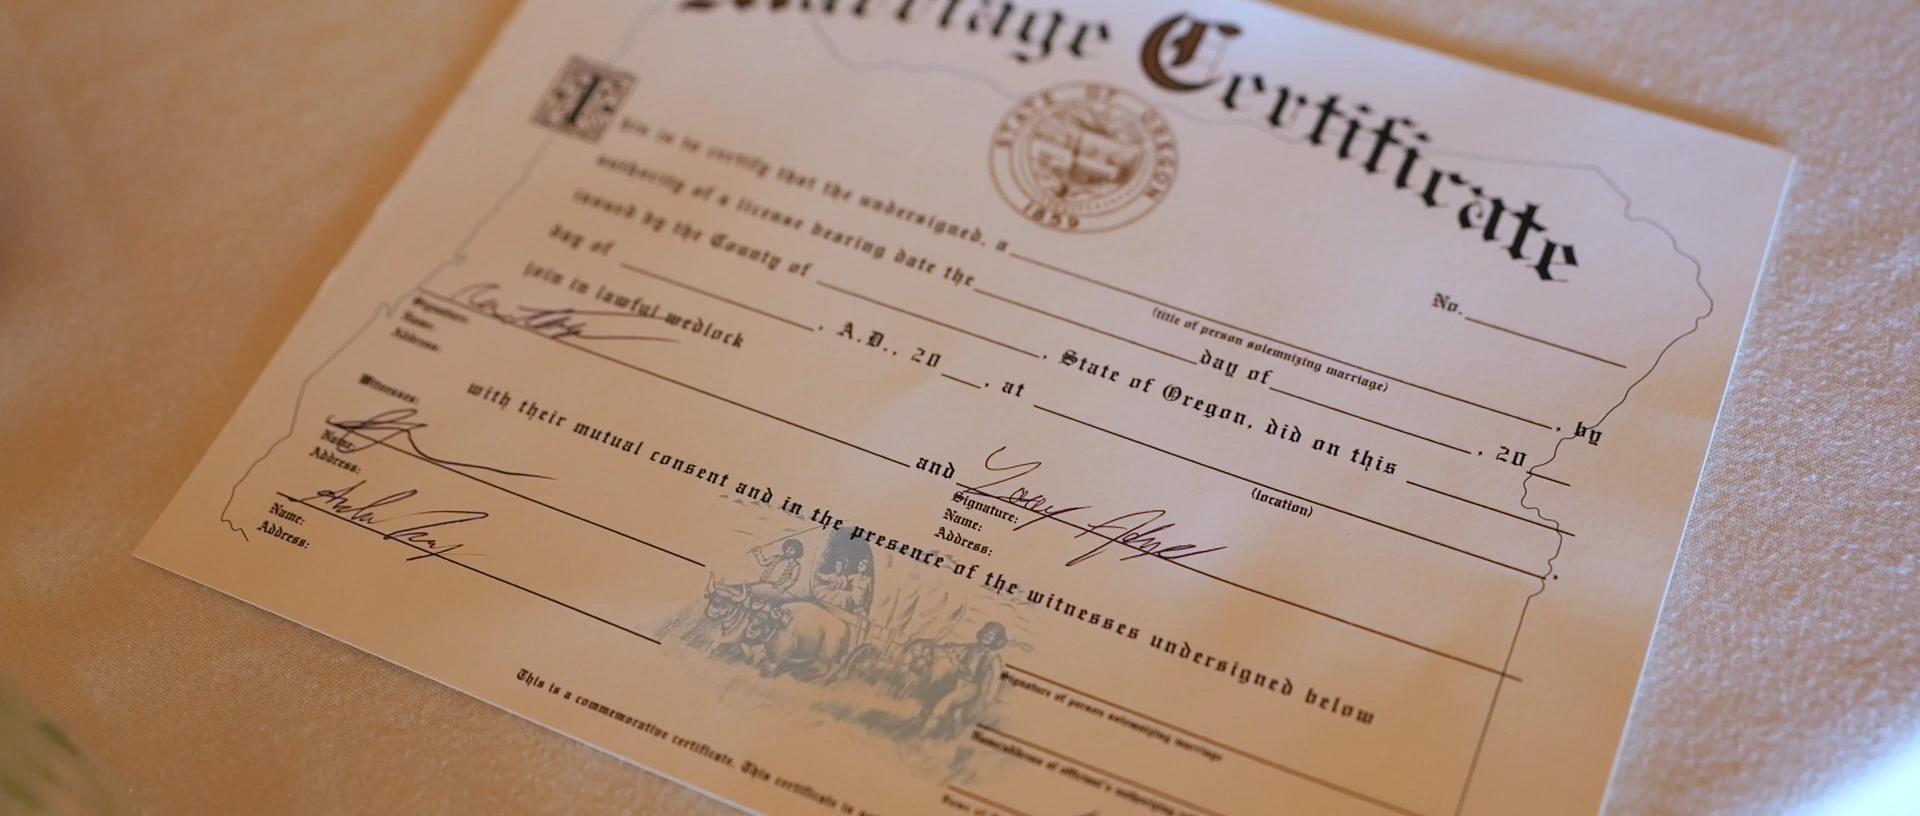 Marriage Certificate
STATE OF OREGON
1859
No.
This is to certify that the undersigned, a , by
(title of person solemnizing marriage)
authority of a license bearing date the day of , 20
issued by the County of , State of Oregon, did on this
day of , A.D., 20 , at
(location)
join in lawful wedlock
and
Signature:
Name:
Address:
Signature:
Name:
Address:
with their mutual consent and in the presence of the witnesses undersigned below
Witnesses:
Name:
Address:
Name:
Address:
Signature of person solemnizing marriage
This is a commemorative certificate. This certificate is